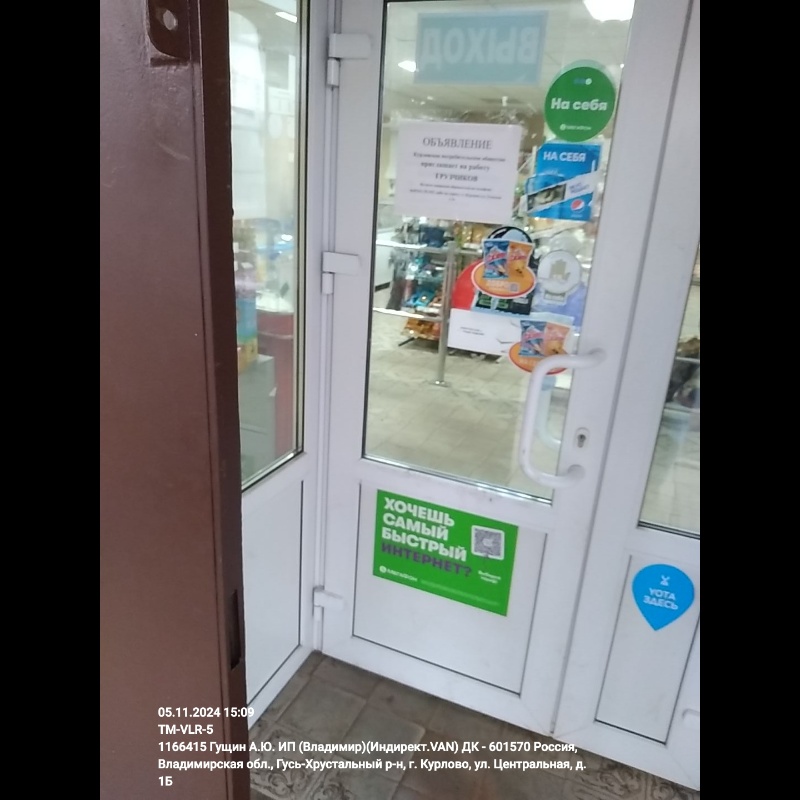 ВЫХОД
На себя
МЕГАФОН
ОБЪЯВЛЕНИЕ
приглашает на работу
ГРУЗЧИКОВ
НА СЕБЯ
pepsi
ХОЧЕШЬ
САМЫЙ
БЫСТРЫЙ
ИНТЕРНЕТ?
МЕГАФОН
YOTA
ЗДЕСЬ
05.11.2024 15:09
TM-VLR-5
1166415 Гущин А.Ю. ИП (Владимир)(Индирект.VAN) ДК - 601570 Россия,
Владимирская обл., Гусь-Хрустальный р-н, г. Курлово, ул. Центральная, д.
1Б